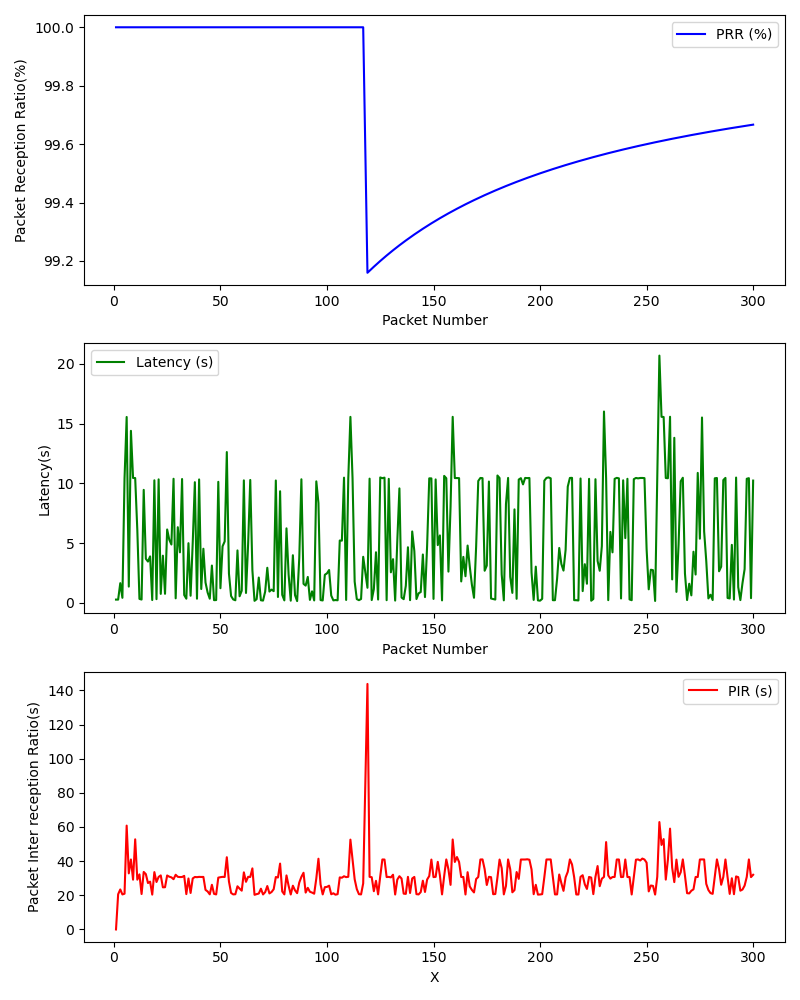 100.0
99.8
99.6
99.4
99.2
Packet Reception Ratio(%)
PRR (%)
0 50 100 150 200 250 300
Packet Number
20
15
10
5
0
Latency(s)
Latency (s)
0 50 100 150 200 250 300
Packet Number
140
120
100
80
60
40
20
0
Packet Inter reception Ratio(s)
PIR (s)
0 50 100 150 200 250 300
X